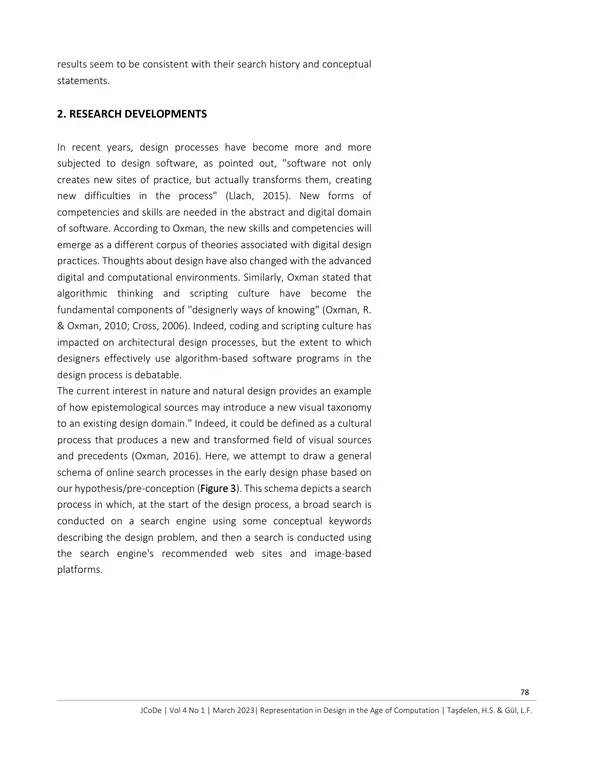 results seem to be consistent with their search history and conceptual
statements.
2. RESEARCH DEVELOPMENTS
In recent years, design processes have become more and more
subjected to design software, as pointed out, "software not only
creates new sites of practice, but actually transforms them, creating
new difficulties in the process" (Llach, 2015). New forms of
competencies and skills are needed in the abstract and digital domain
of software. According to Oxman, the new skills and competencies will
emerge as a different corpus of theories associated with digital design
practices. Thoughts about design have also changed with the advanced
digital and computational environments. Similarly, Oxman stated that
algorithmic thinking and scripting culture have become the
fundamental components of "designerly ways of knowing" (Oxman, R.
& Oxman, 2010; Cross, 2006). Indeed, coding and scripting culture has
impacted on architectural design processes, but the extent to which
designers effectively use algorithm-based software programs in the
design process is debatable.
The current interest in nature and natural design provides an example
of how epistemological sources may introduce a new visual taxonomy
to an existing design domain." Indeed, it could be defined as a cultural
process that produces a new and transformed field of visual sources
and precedents (Oxman, 2016). Here, we attempt to draw a general
schema of online search processes in the early design phase based on
our hypothesis/pre-conception (Figure 3). This schema depicts a search
process in which, at the start of the design process, a broad search is
conducted on a search engine using some conceptual keywords
describing the design problem, and then a search is conducted using
the search engine's recommended web sites and image-based
platforms.
78
JCoDe | Vol 4 No 1 | March 2023| Representation in Design in the Age of Computation | Taşdelen, H.S. & Gül, L.F.